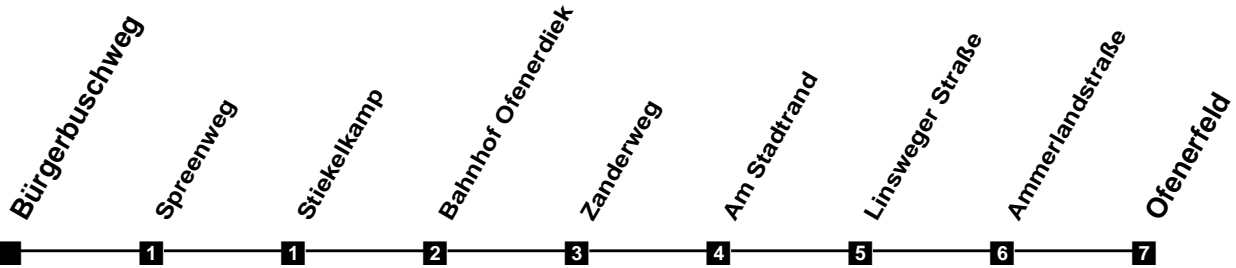 Bürgerbuschweg
Spreenweg
Stiekelkamp
Bahnhof Ofenerdiek
Zanderweg
Am Stadtrand
Linsweger Straße
Ammerlandstraße
Ofenerfeld
1 1 2 3 4 5 6 7